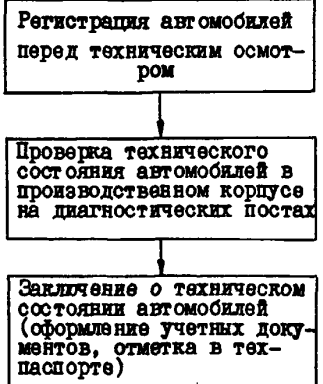 Регистрация автомобилей
перед техническим осмот-
ром
Проверка технического
состояния автомобилей в
производственном корпусе
на диагностических постах
Заключение о техническом
состоянии автомобилей
(оформление учетных доку-
ментов, отметка в тех-
паспорте)